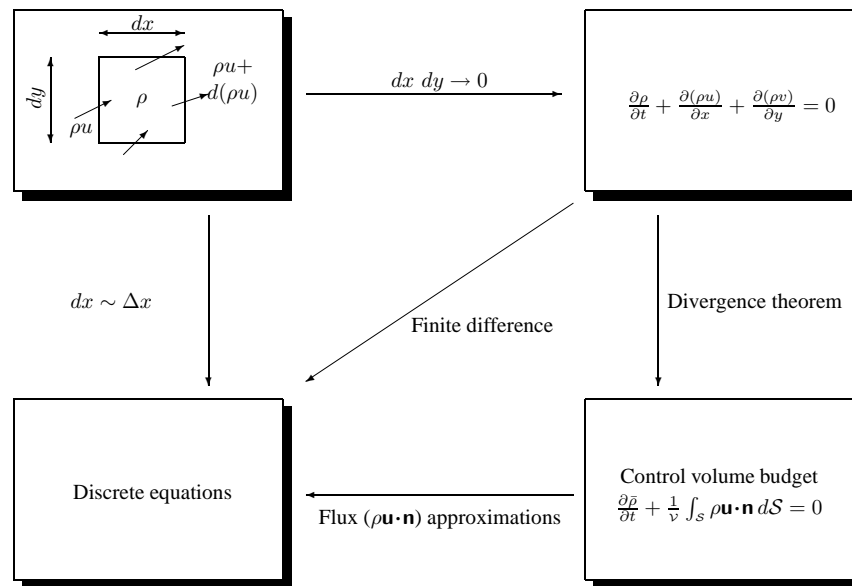 dx
dy
ρ
ρu
ρu+
d(ρu)
dx dy → 0
∂ρ/∂t + ∂(ρu)/∂x + ∂(ρv)/∂y = 0
dx ∼ Δx
Finite difference
Divergence theorem
Discrete equations
Flux (ρu·n) approximations
Control volume budget
∂ρ̄/∂t + 1/ν ∫_S ρu·n dS = 0